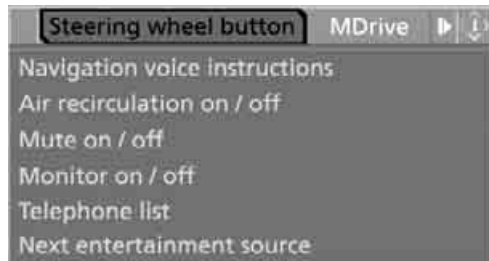 Steering wheel button MDrive
Navigation voice instructions
Air recirculation on / off
Mute on / off
Monitor on / off
Telephone list
Next entertainment source